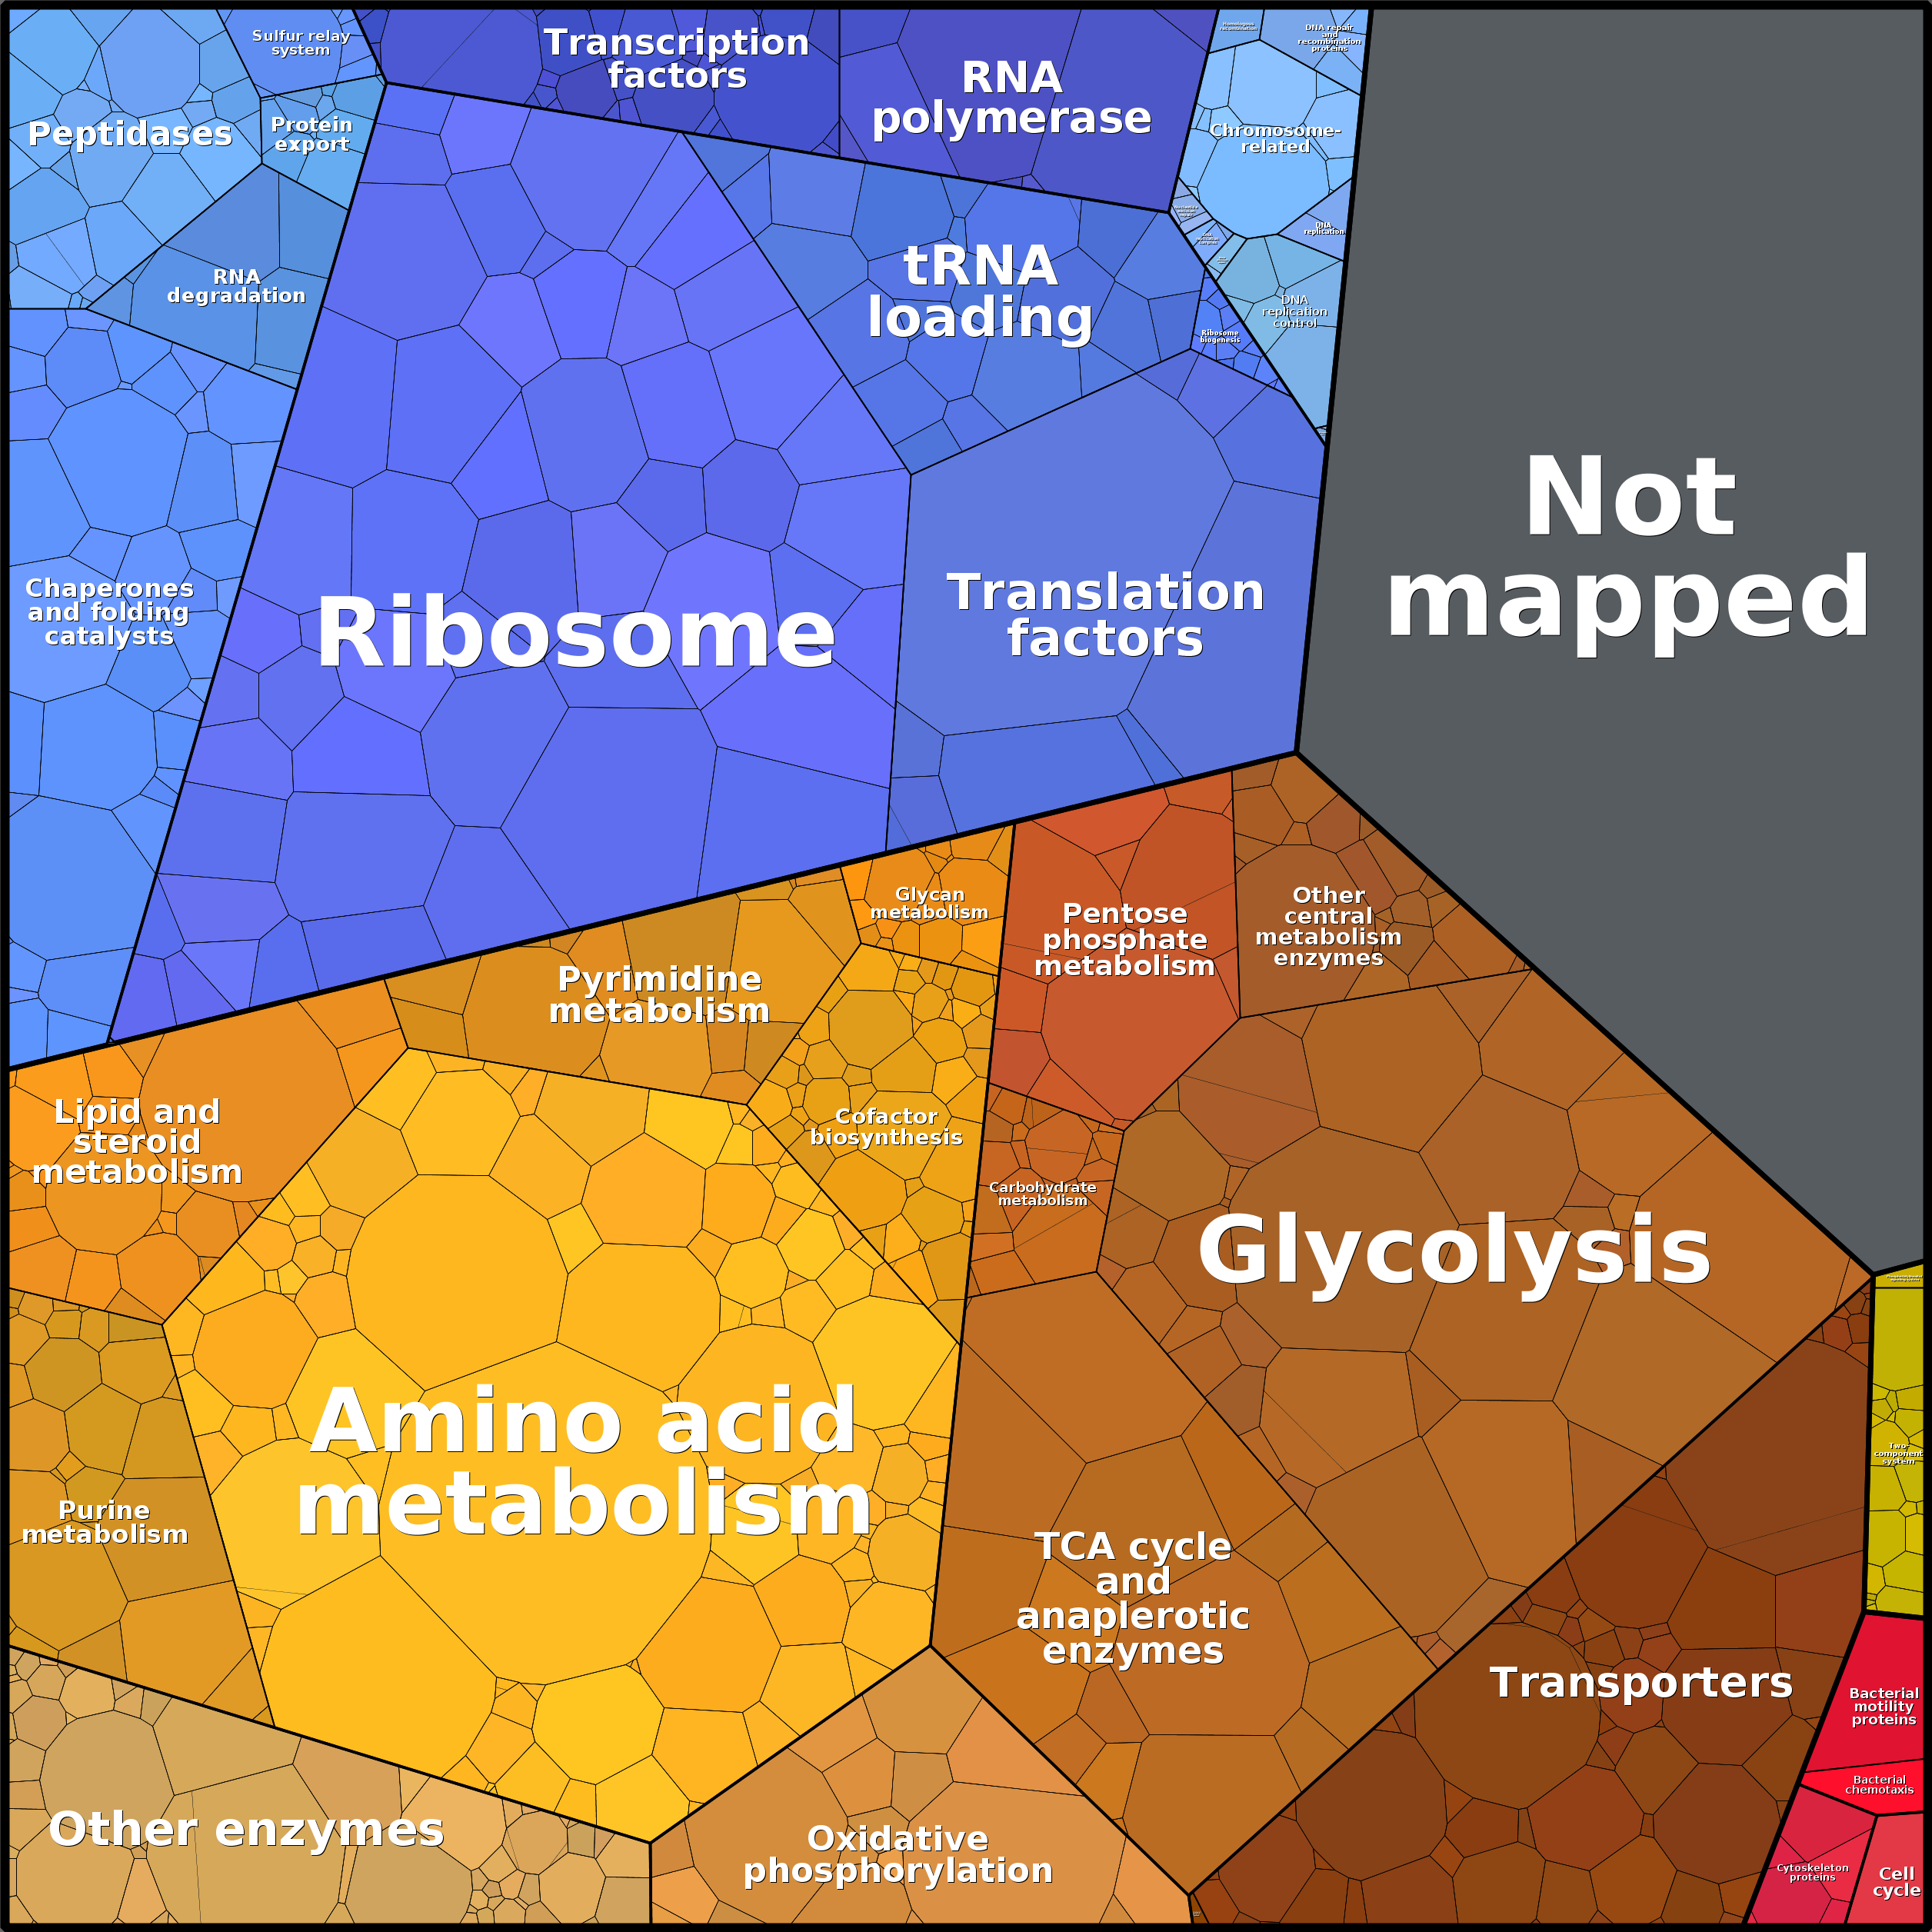 Sulfur relay
system
Transcription
factors
RNA
polymerase
Homologous
recombination
DNA repair
and
recombination
proteins
Peptidases
Protein
export
Chromosome-
related
RNA
degradation
tRNA
loading
DNA
replication
DNA
replication
control
Ribosome
biogenesis
Not
mapped
Chaperones
and folding
catalysts
Ribosome
Translation
factors
Glycan
metabolism
Pentose
phosphate
metabolism
Other
central
metabolism
enzymes
Pyrimidine
metabolism
Lipid and
steroid
metabolism
Cofactor
biosynthesis
Carbohydrate
metabolism
Glycolysis
Amino acid
metabolism
Two-
component
system
Purine
metabolism
TCA cycle
and
anaplerotic
enzymes
Transporters
Bacterial
motility
proteins
Bacterial
chemotaxis
Other enzymes
Oxidative
phosphorylation
Cytoskeleton
proteins
Cell
cycle